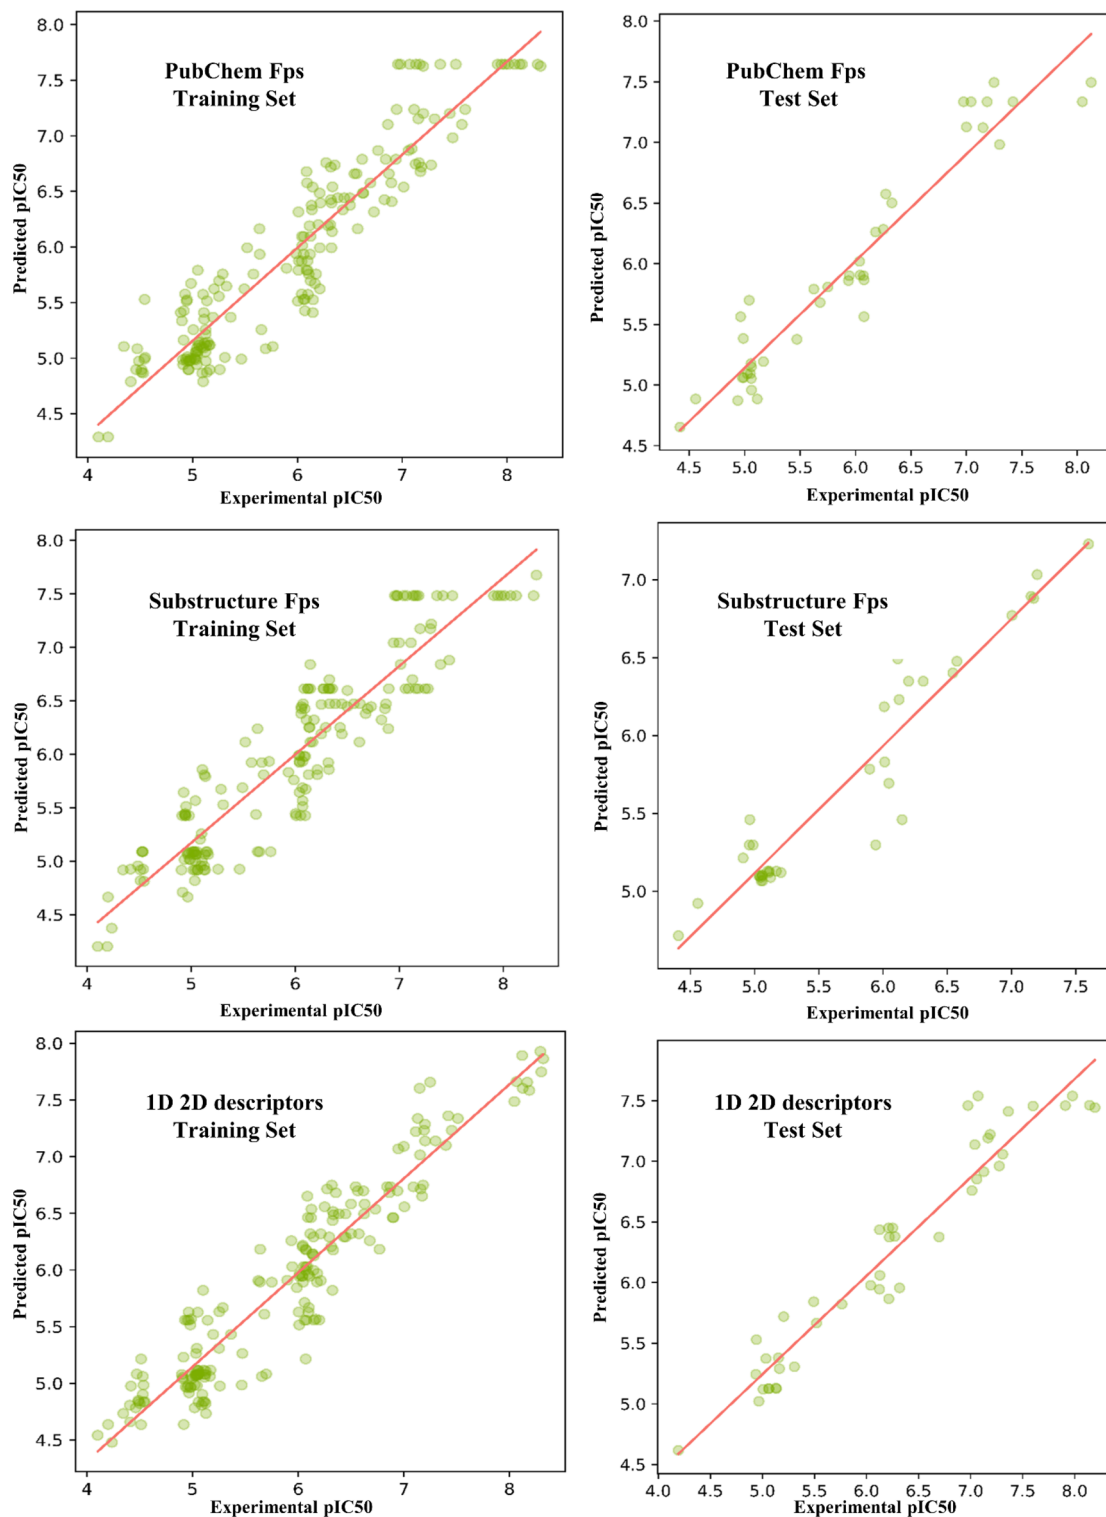 PubChem Fps
Training Set
Predicted pIC50
8.0
7.5
7.0
6.5
6.0
5.5
5.0
4.5
4 5 6 7 8
Experimental pIC50
PubChem Fps
Test Set
Predicted pIC50
8.0
7.5
7.0
6.5
6.0
5.5
5.0
4.5
4.5 5.0 5.5 6.0 6.5 7.0 7.5 8.0
Experimental pIC50
Substructure Fps
Training Set
Predicted pIC50
8.0
7.5
7.0
6.5
6.0
5.5
5.0
4.5
4 5 6 7 8
Experimental pIC50
Substructure Fps
Test Set
Predicted pIC50
7.0
6.5
6.0
5.5
5.0
4.5 5.0 5.5 6.0 6.5 7.0 7.5
Experimental pIC50
1D 2D descriptors
Training Set
Predicted pIC50
8.0
7.5
7.0
6.5
6.0
5.5
5.0
4.5
4 5 6 7 8
Experimental pIC50
1D 2D descriptors
Test Set
Predicted pIC50
7.5
7.0
6.5
6.0
5.5
5.0
4.5
4.0 4.5 5.0 5.5 6.0 6.5 7.0 7.5 8.0
Experimental pIC50